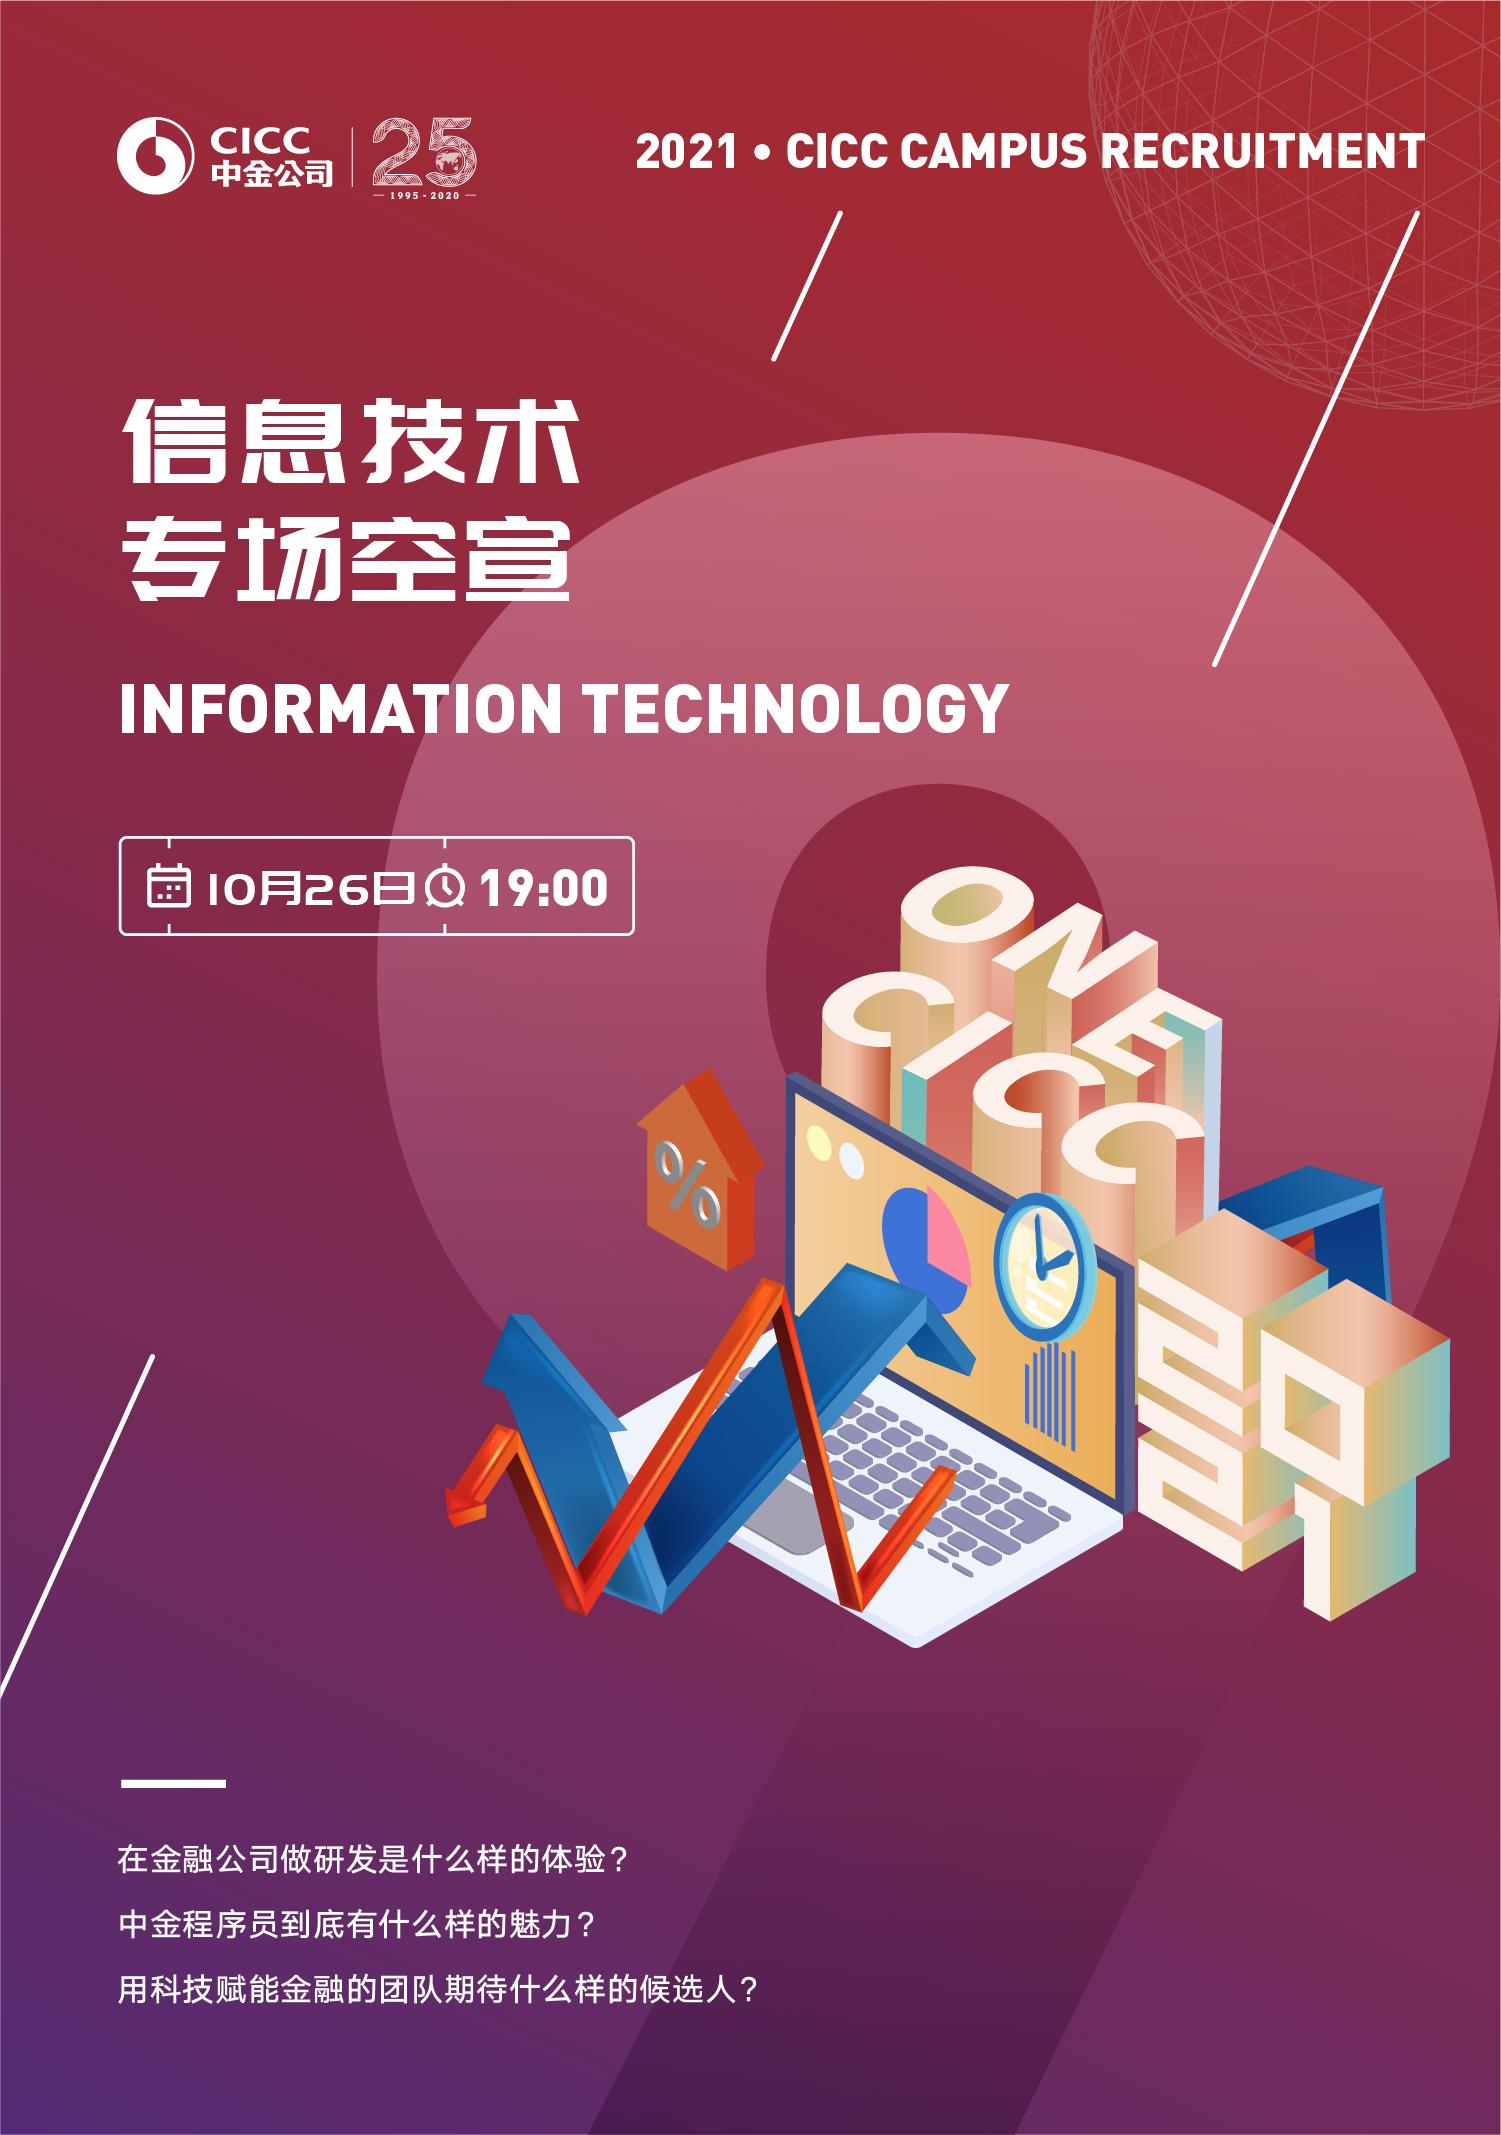 CICC
中金公司
25
1995-2020
2021 • CICC CAMPUS RECRUITMENT
信息技术
专场空宣
INFORMATION TECHNOLOGY
10月26日 19:00
ONE
CICC
%
在金融公司做研发是什么样的体验？
中金程序员到底有什么样的魅力？
用科技赋能金融的团队期待什么样的候选人？